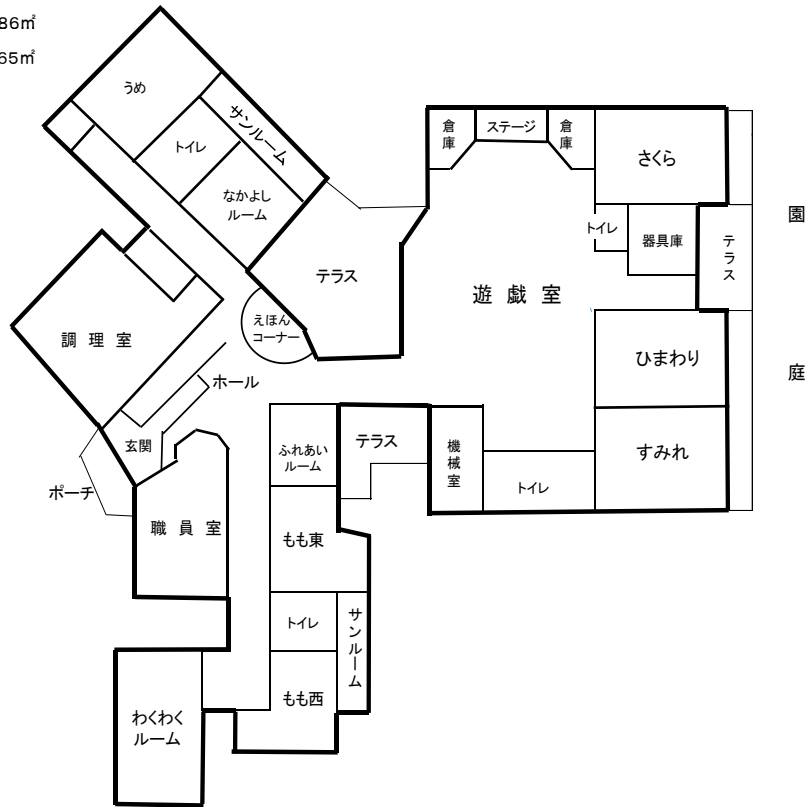 86㎡
65㎡
うめ
サンルーム
トイレ
なかよし
ルーム
倉庫
ステージ
倉庫
さくら
園庭
トイレ
器具庫
テラス
テラス
遊戯室
えほん
コーナー
調理室
ホール
ひまわり
玄関
ポーチ
ふれあい
ルーム
テラス
機械室
すみれ
トイレ
職員室
もも東
トイレ
サンルーム
もも西
わくわく
ルーム